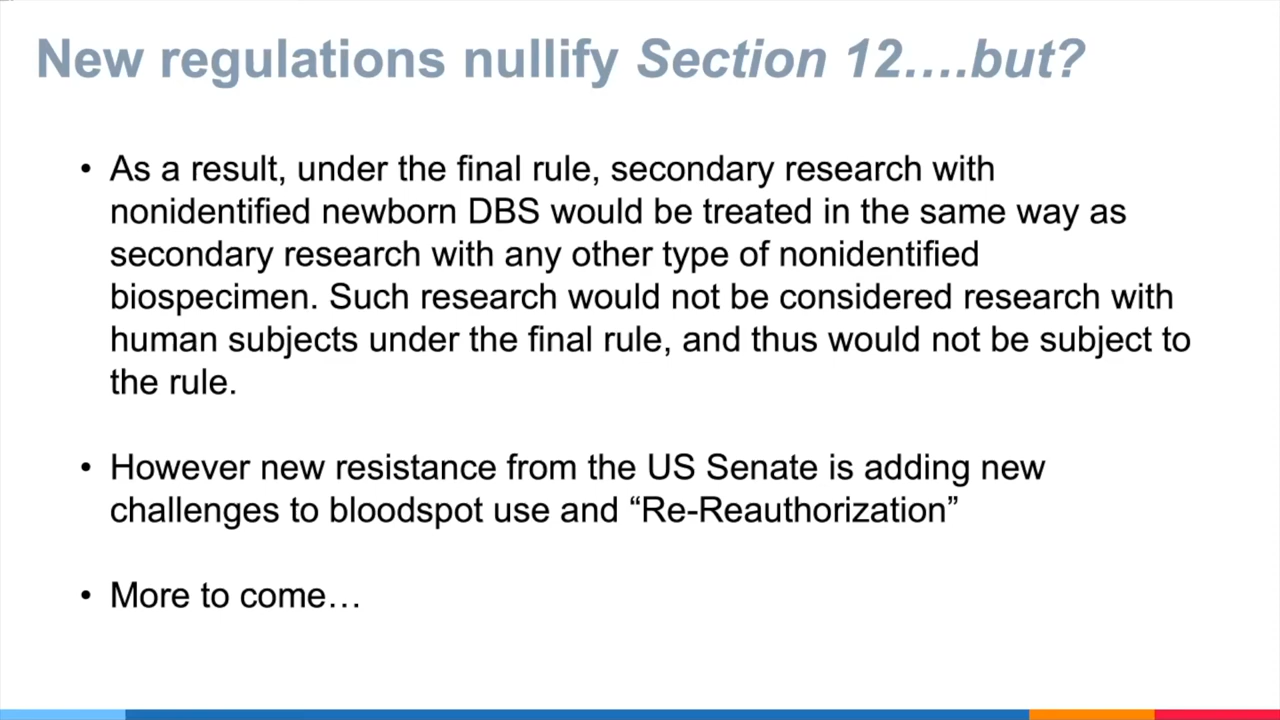 New regulations nullify Section 12....but?
• As a result, under the final rule, secondary research with
nonidentified newborn DBS would be treated in the same way as
secondary research with any other type of nonidentified
biospecimen. Such research would not be considered research with
human subjects under the final rule, and thus would not be subject to
the rule.
• However new resistance from the US Senate is adding new
challenges to bloodspot use and “Re-Reauthorization”
• More to come…